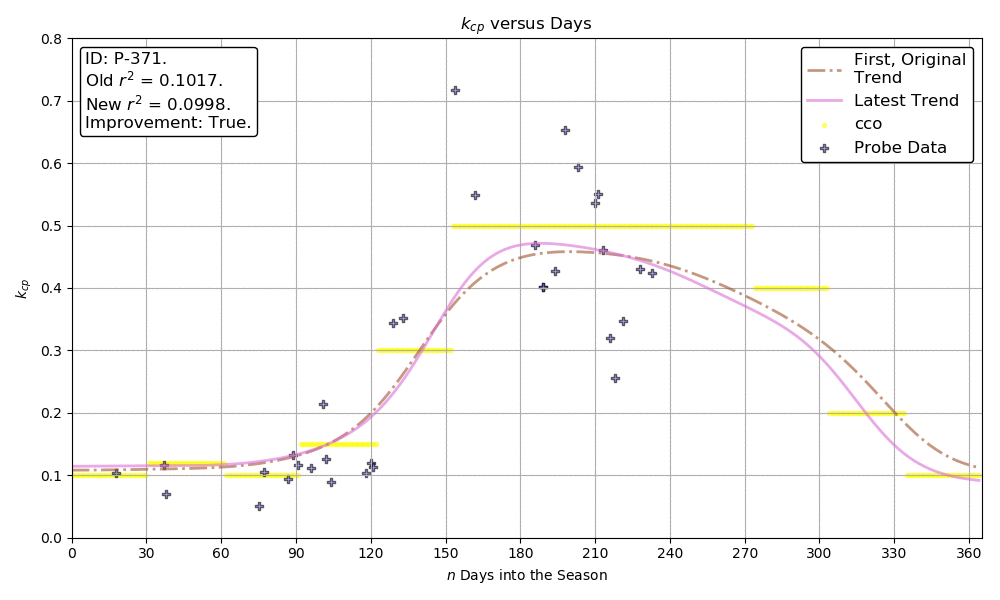 k_cp versus Days
ID: P-371.
Old r² = 0.1017.
New r² = 0.0998.
Improvement: True.
First, Original
Trend
Latest Trend
cco
Probe Data
k_cp
0.8
0.7
0.6
0.5
0.4
0.3
0.2
0.1
0.0
0 30 60 90 120 150 180 210 240 270 300 330 360
n Days into the Season